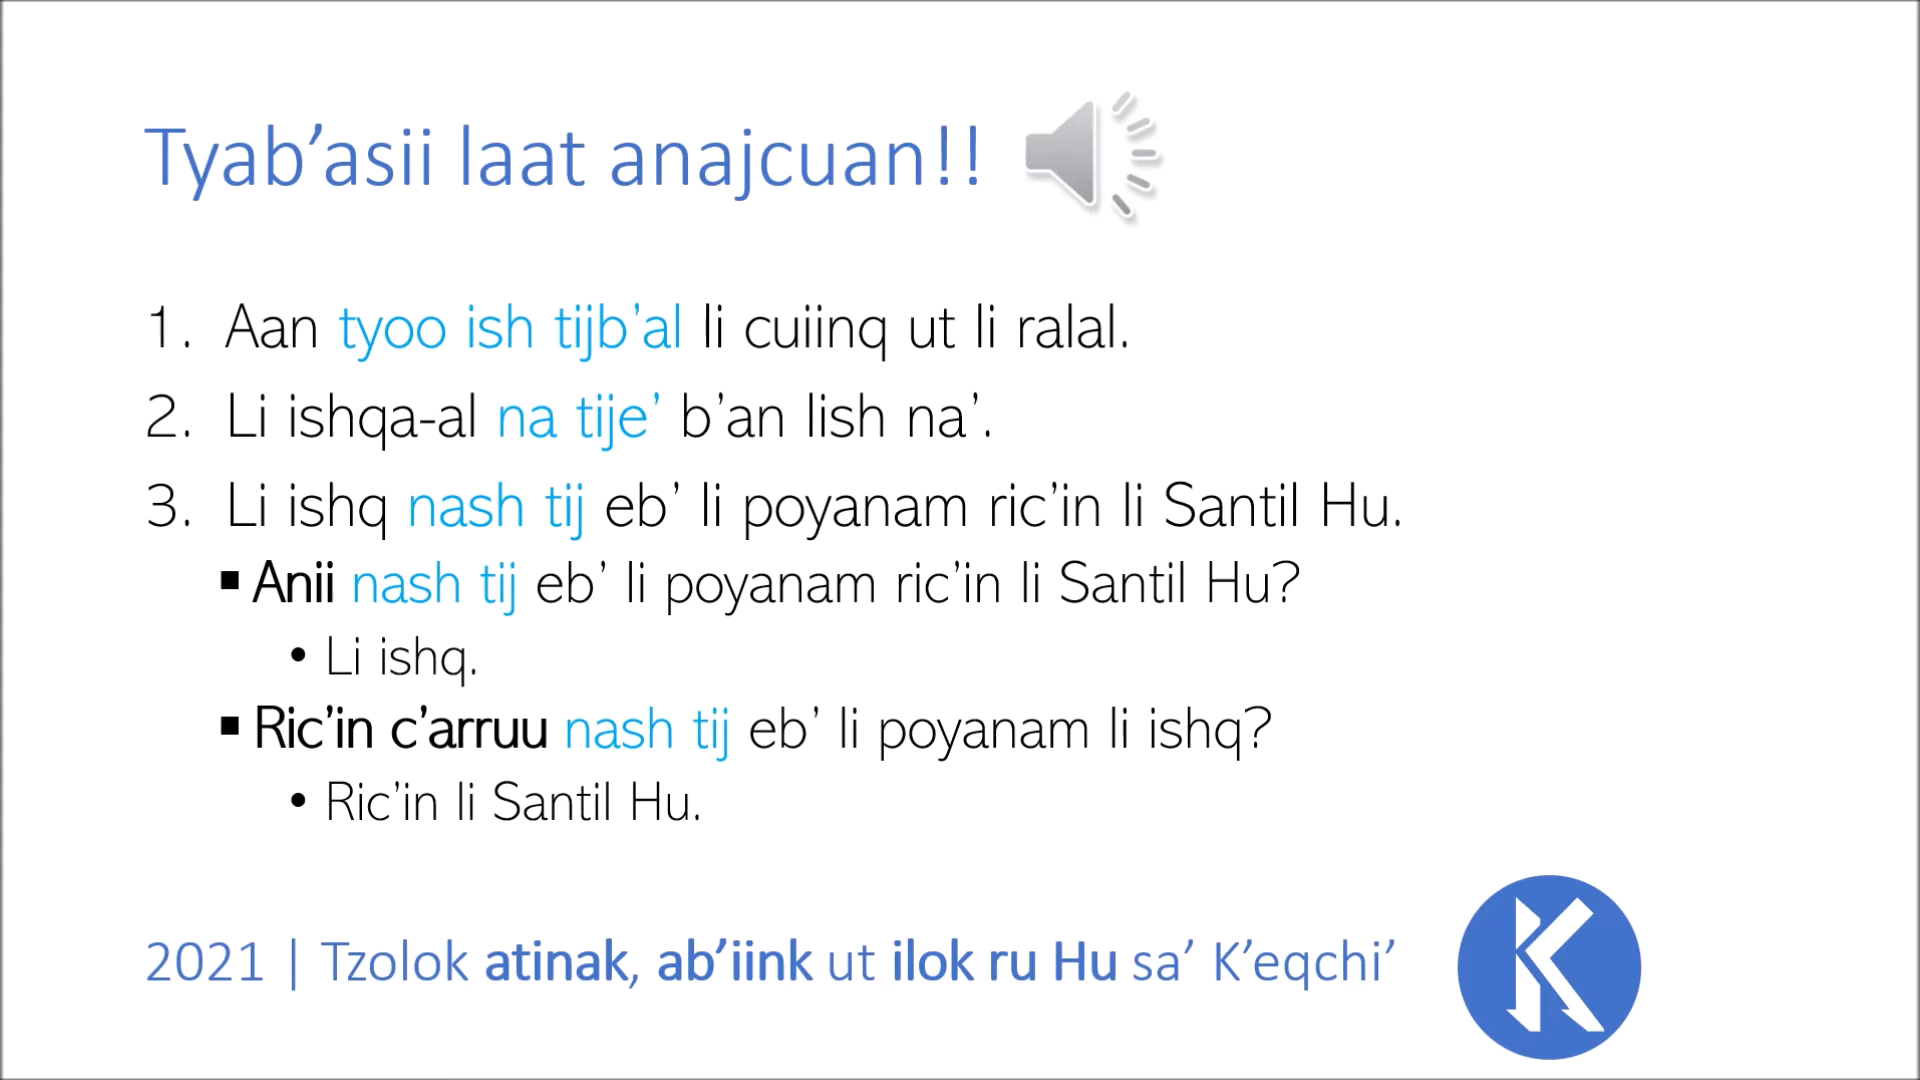 Tyab’asii laat anajcuan!!
1. Aan tyoo ish tijb’al li cuiinq ut li ralal.
2. Li ishqa-al na tije’ b’an lish na’.
3. Li ishq nash tij eb’ li poyanam ric’in li Santil Hu.
▪ Anii nash tij eb’ li poyanam ric’in li Santil Hu?
• Li ishq.
▪ Ric’in c’arruu nash tij eb’ li poyanam li ishq?
• Ric’in li Santil Hu.
2021 | Tzolok atinak, ab’iink ut ilok ru Hu sa’ K’eqchi’
K